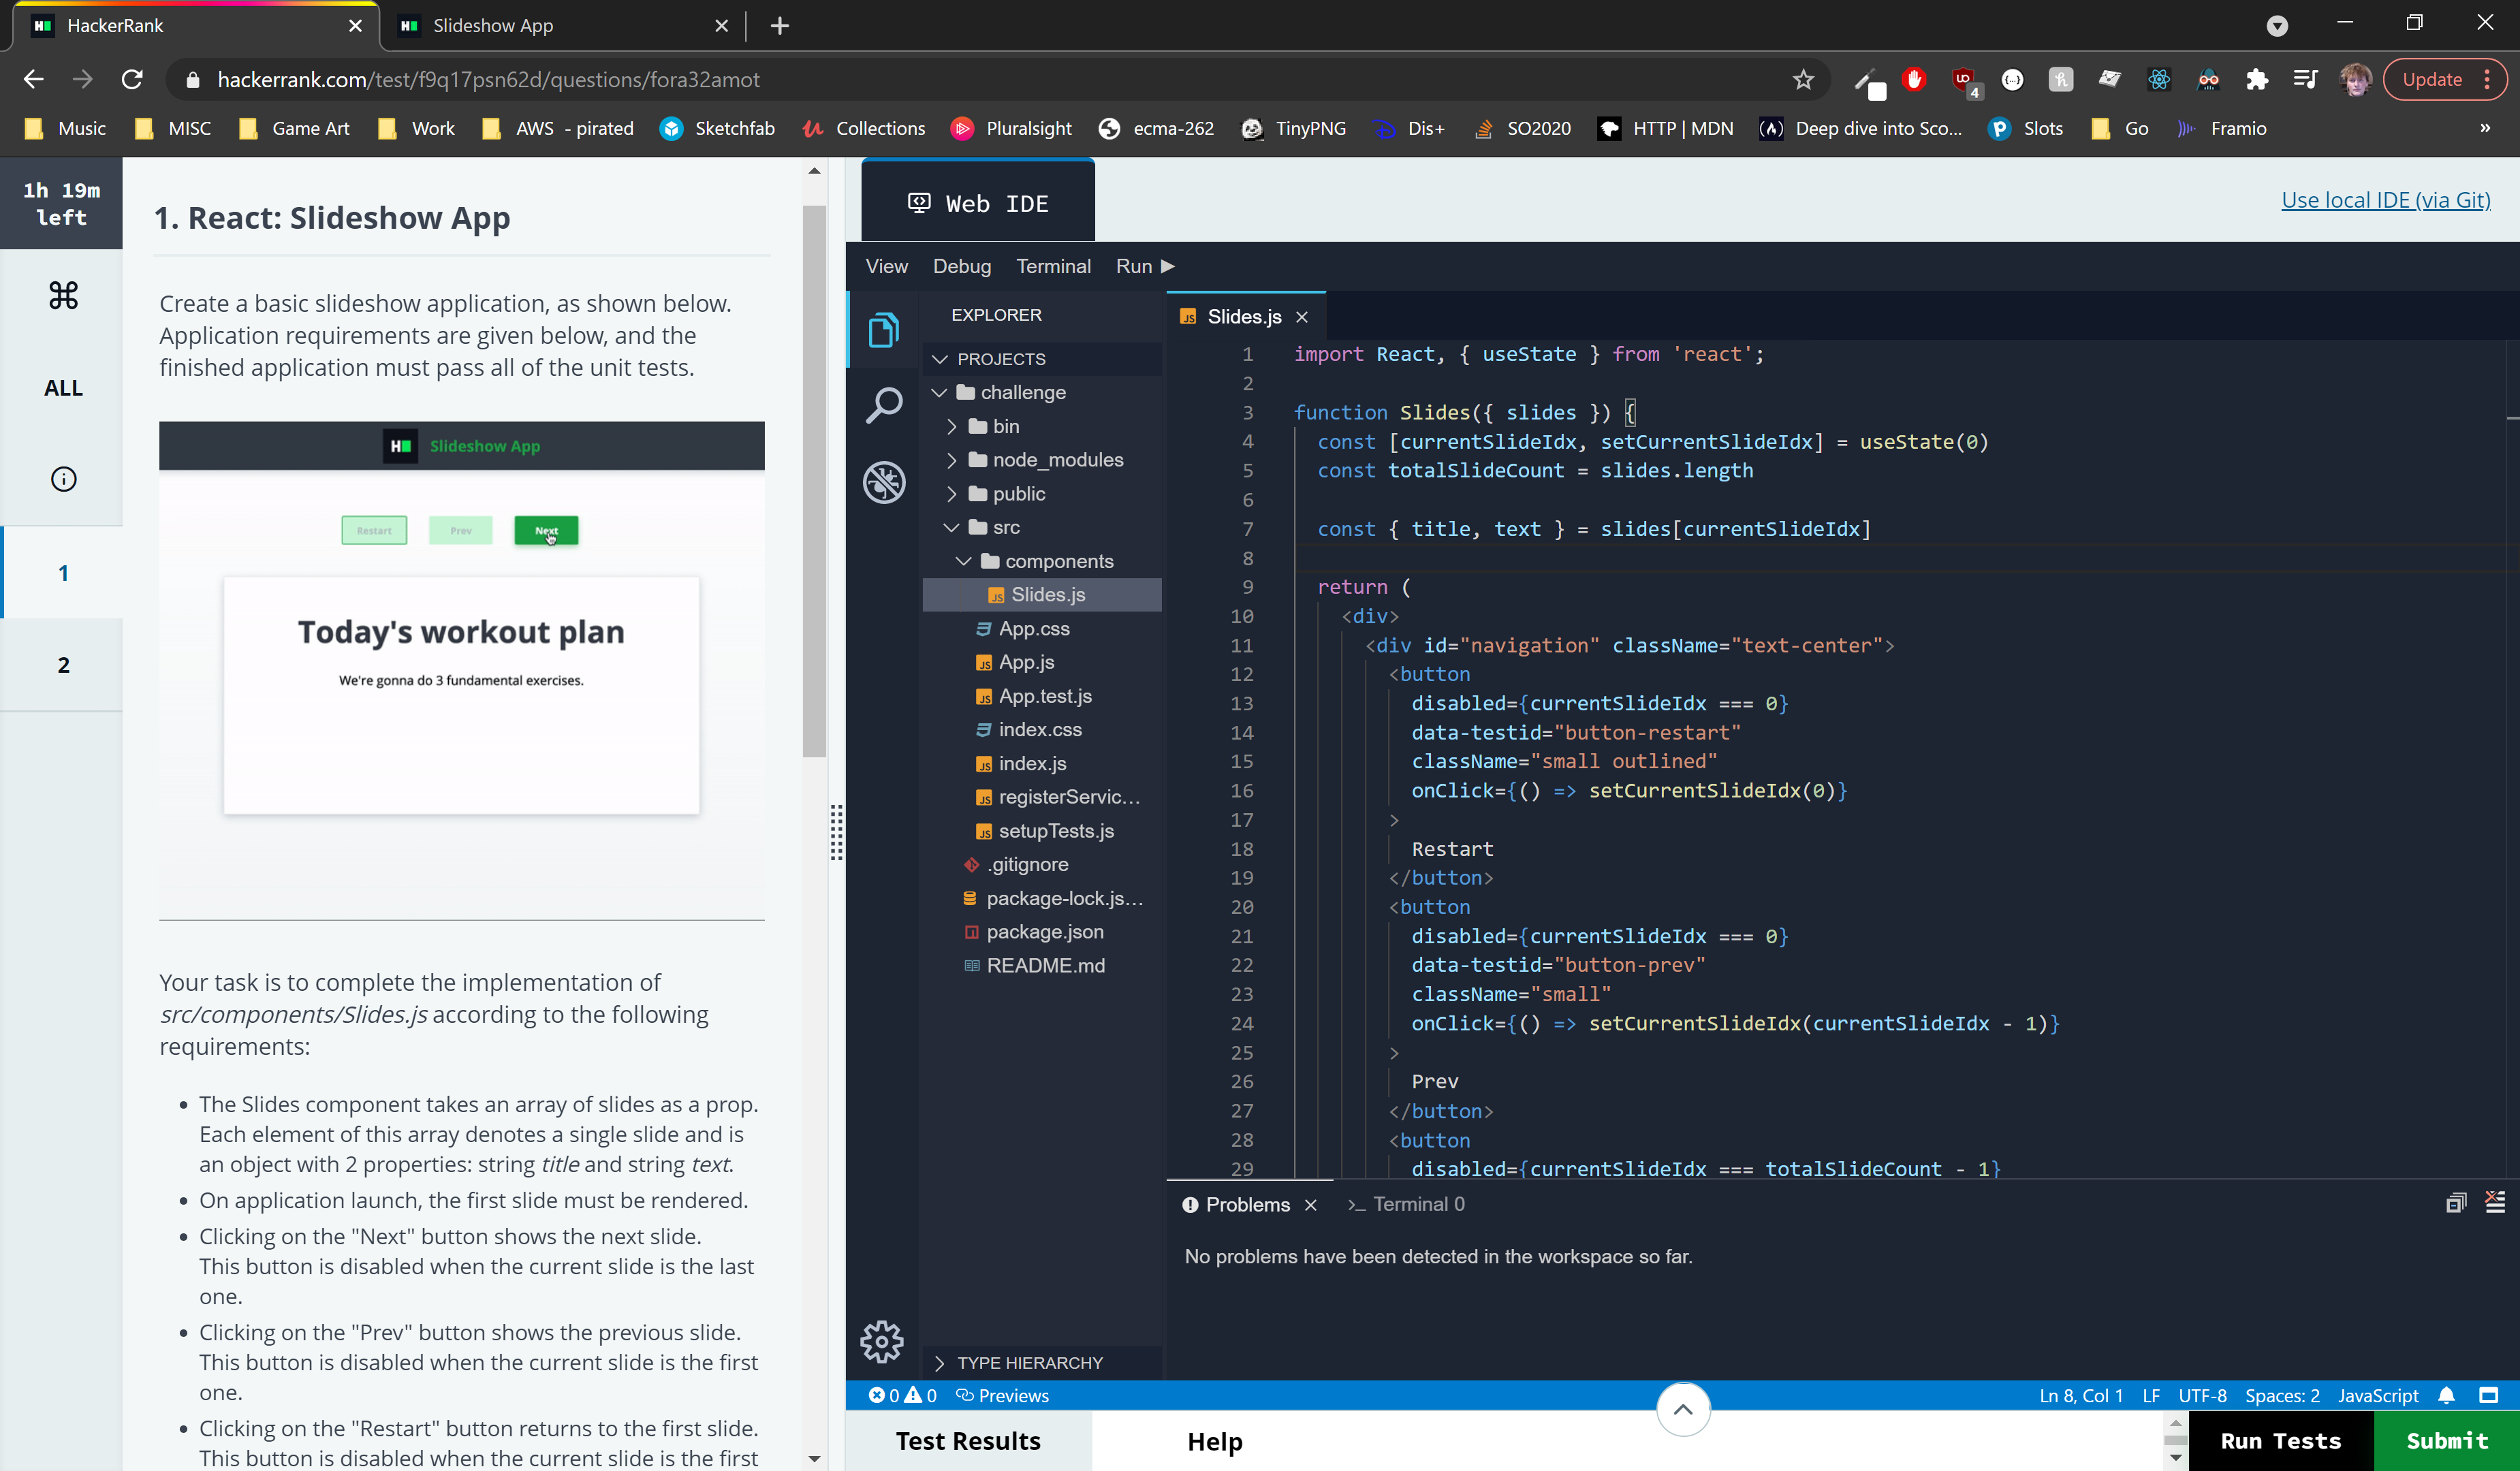 HackerRank
Slideshow App
hackerrank.com/test/f9q17psn62d/questions/fora32amot
4
Update
Music
MISC
Game Art
Work
AWS - pirated
Sketchfab
Collections
Pluralsight
ecma-262
TinyPNG
Dis+
SO2020
HTTP | MDN
Deep dive into Sco...
Slots
Go
Framio
»
1h 19m
left
ALL
1
2
1. React: Slideshow App
Create a basic slideshow application, as shown below.
Application requirements are given below, and the
finished application must pass all of the unit tests.
Slideshow App
Restart
Prev
Next
Today's workout plan
We're gonna do 3 fundamental exercises.
Your task is to complete the implementation of
src/components/Slides.js according to the following
requirements:
• The Slides component takes an array of slides as a prop.
Each element of this array denotes a single slide and is
an object with 2 properties: string title and string text.
• On application launch, the first slide must be rendered.
• Clicking on the "Next" button shows the next slide.
This button is disabled when the current slide is the last
one.
• Clicking on the "Prev" button shows the previous slide.
This button is disabled when the current slide is the first
one.
• Clicking on the "Restart" button returns to the first slide.
This button is disabled when the current slide is the first
Web IDE
Use local IDE (via Git)
View Debug Terminal Run
EXPLORER
PROJECTS
challenge
bin
node_modules
public
src
components
Slides.js
App.css
App.js
App.test.js
index.css
index.js
registerServic...
setupTests.js
.gitignore
package-lock.js...
package.json
README.md
TYPE HIERARCHY
Slides.js
1 import React, { useState } from 'react';
2
3 function Slides({ slides }) {
4 const [currentSlideIdx, setCurrentSlideIdx] = useState(0)
5 const totalSlideCount = slides.length
6
7 const { title, text } = slides[currentSlideIdx]
8
9 return (
10 <div>
11 <div id="navigation" className="text-center">
12 <button
13 disabled={currentSlideIdx === 0}
14 data-testid="button-restart"
15 className="small outlined"
16 onClick={() => setCurrentSlideIdx(0)}
17 >
18 Restart
19 </button>
20 <button
21 disabled={currentSlideIdx === 0}
22 data-testid="button-prev"
23 className="small"
24 onClick={() => setCurrentSlideIdx(currentSlideIdx - 1)}
25 >
26 Prev
27 </button>
28 <button
29 disabled={currentSlideIdx === totalSlideCount - 1}
Problems
Terminal 0
No problems have been detected in the workspace so far.
0 0 Previews
Ln 8, Col 1 LF UTF-8 Spaces: 2 JavaScript
Test Results
Help
Run Tests
Submit